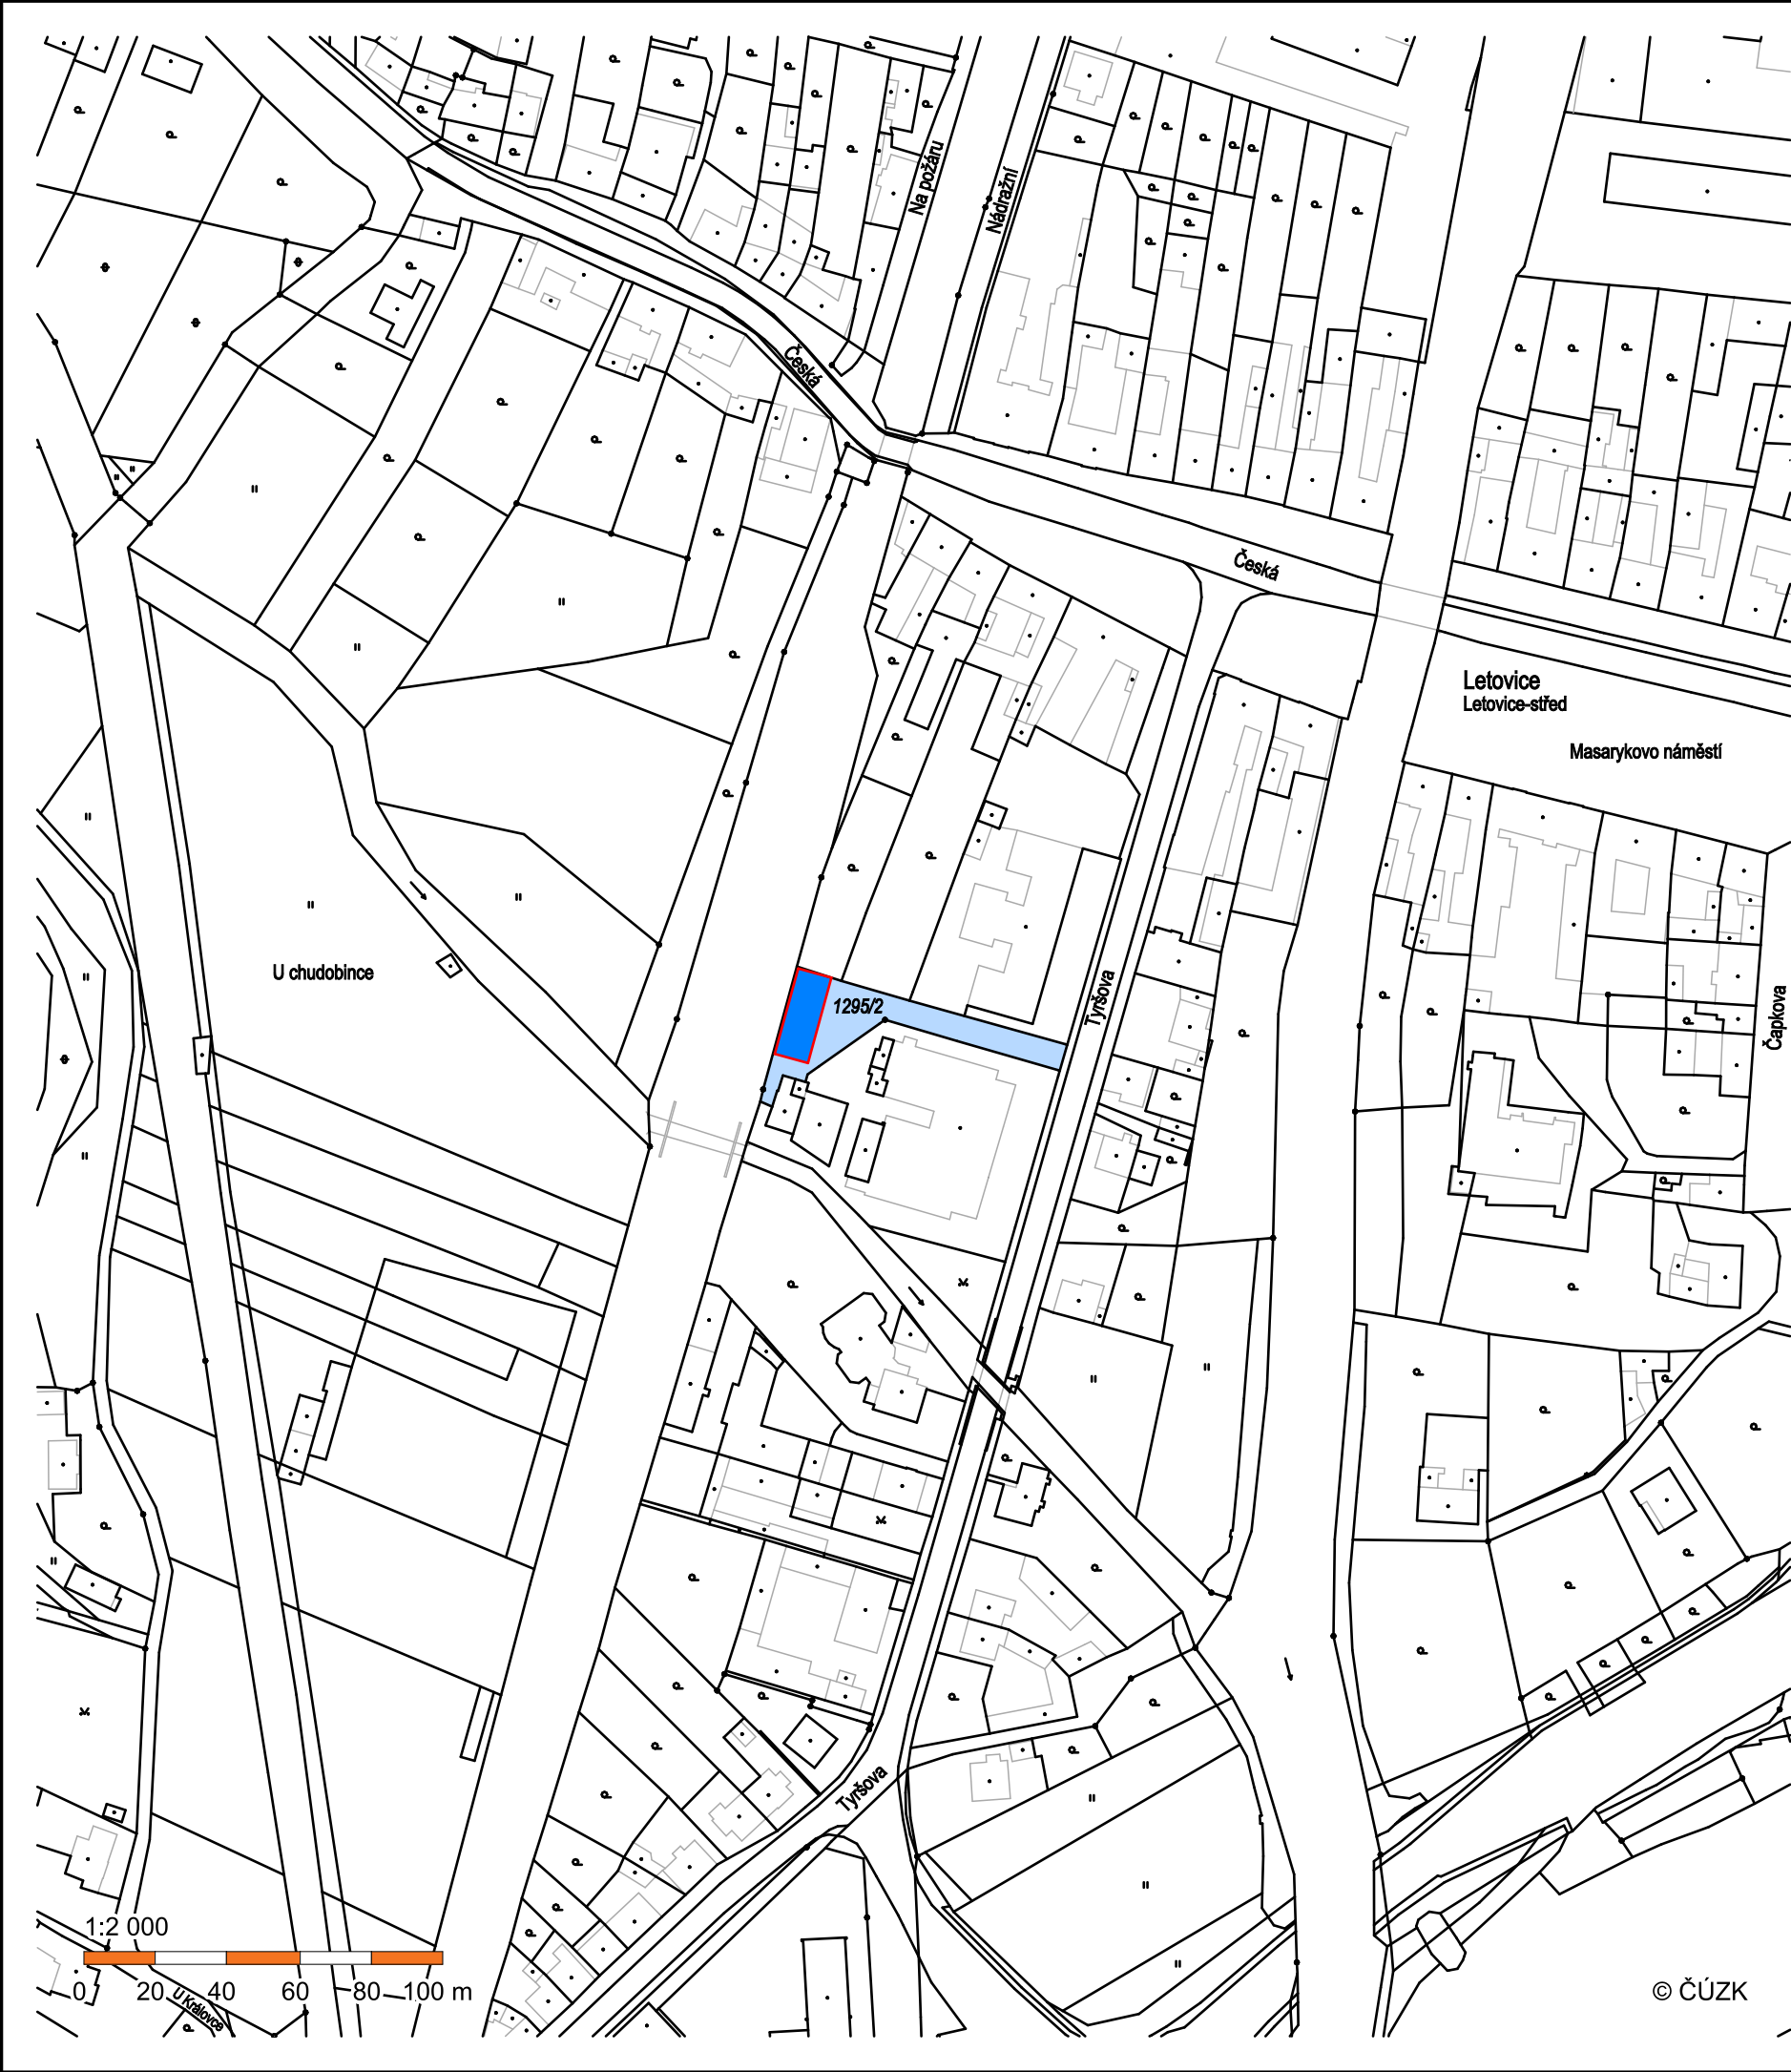 Na požáru
Nádražní
Česká
Česká
Letovice
Letovice-střed
Masarykovo náměstí
U chudobince
1295/2
Tyršova
Čapkova
Tyršova
1:2 000
0 20 40 60 80 100 m
U Královce
© ČÚZK